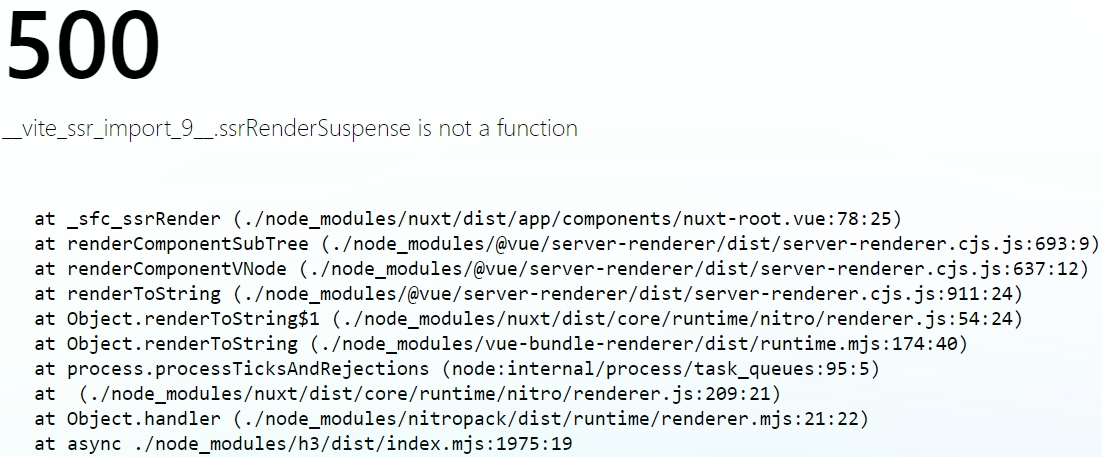 500
__vite_ssr_import_9__.ssrRenderSuspense is not a function
at _sfc_ssrRender (./node_modules/nuxt/dist/app/components/nuxt-root.vue:78:25)
at renderComponentSubTree (./node_modules/@vue/server-renderer/dist/server-renderer.cjs.js:693:9)
at renderComponentVNode (./node_modules/@vue/server-renderer/dist/server-renderer.cjs.js:637:12)
at renderToString (./node_modules/@vue/server-renderer/dist/server-renderer.cjs.js:911:24)
at Object.renderToString$1 (./node_modules/nuxt/dist/core/runtime/nitro/renderer.js:54:24)
at Object.renderToString (./node_modules/vue-bundle-renderer/dist/runtime.mjs:174:40)
at process.processTicksAndRejections (node:internal/process/task_queues:95:5)
at  (./node_modules/nuxt/dist/core/runtime/nitro/renderer.js:209:21)
at Object.handler (./node_modules/nitropack/dist/runtime/renderer.mjs:21:22)
at async ./node_modules/h3/dist/index.mjs:1975:19